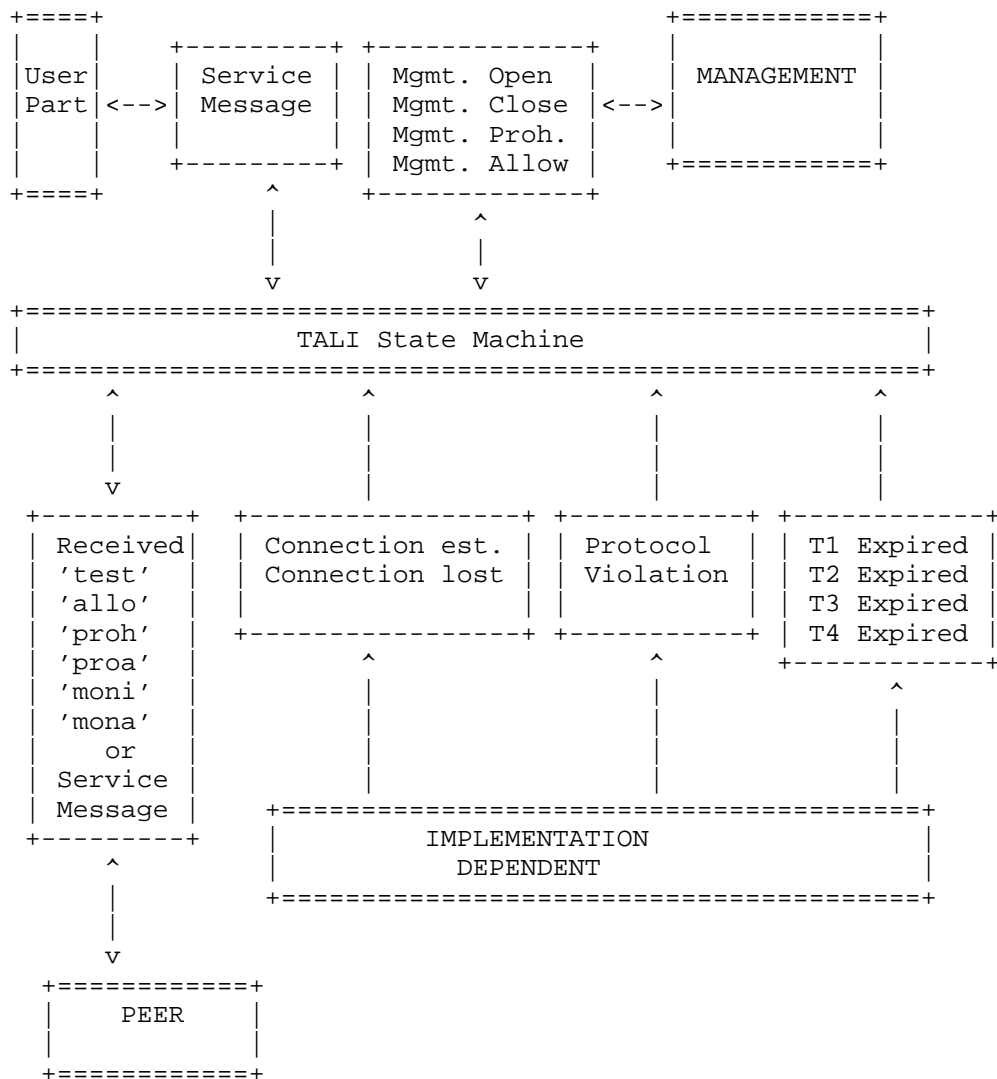 User Service Mgmt. Open MANAGEMENT
Part <--> Message Mgmt. Close <-->
Mgmt. Proh.
Mgmt. Allow
TALI State Machine
Received Connection est. Protocol T1 Expired
'test' Connection lost Violation T2 Expired
'allo' T3 Expired
'proh' T4 Expired
'proa'
'moni'
'mona'
or
Service
Message
IMPLEMENTATION
DEPENDENT
PEER